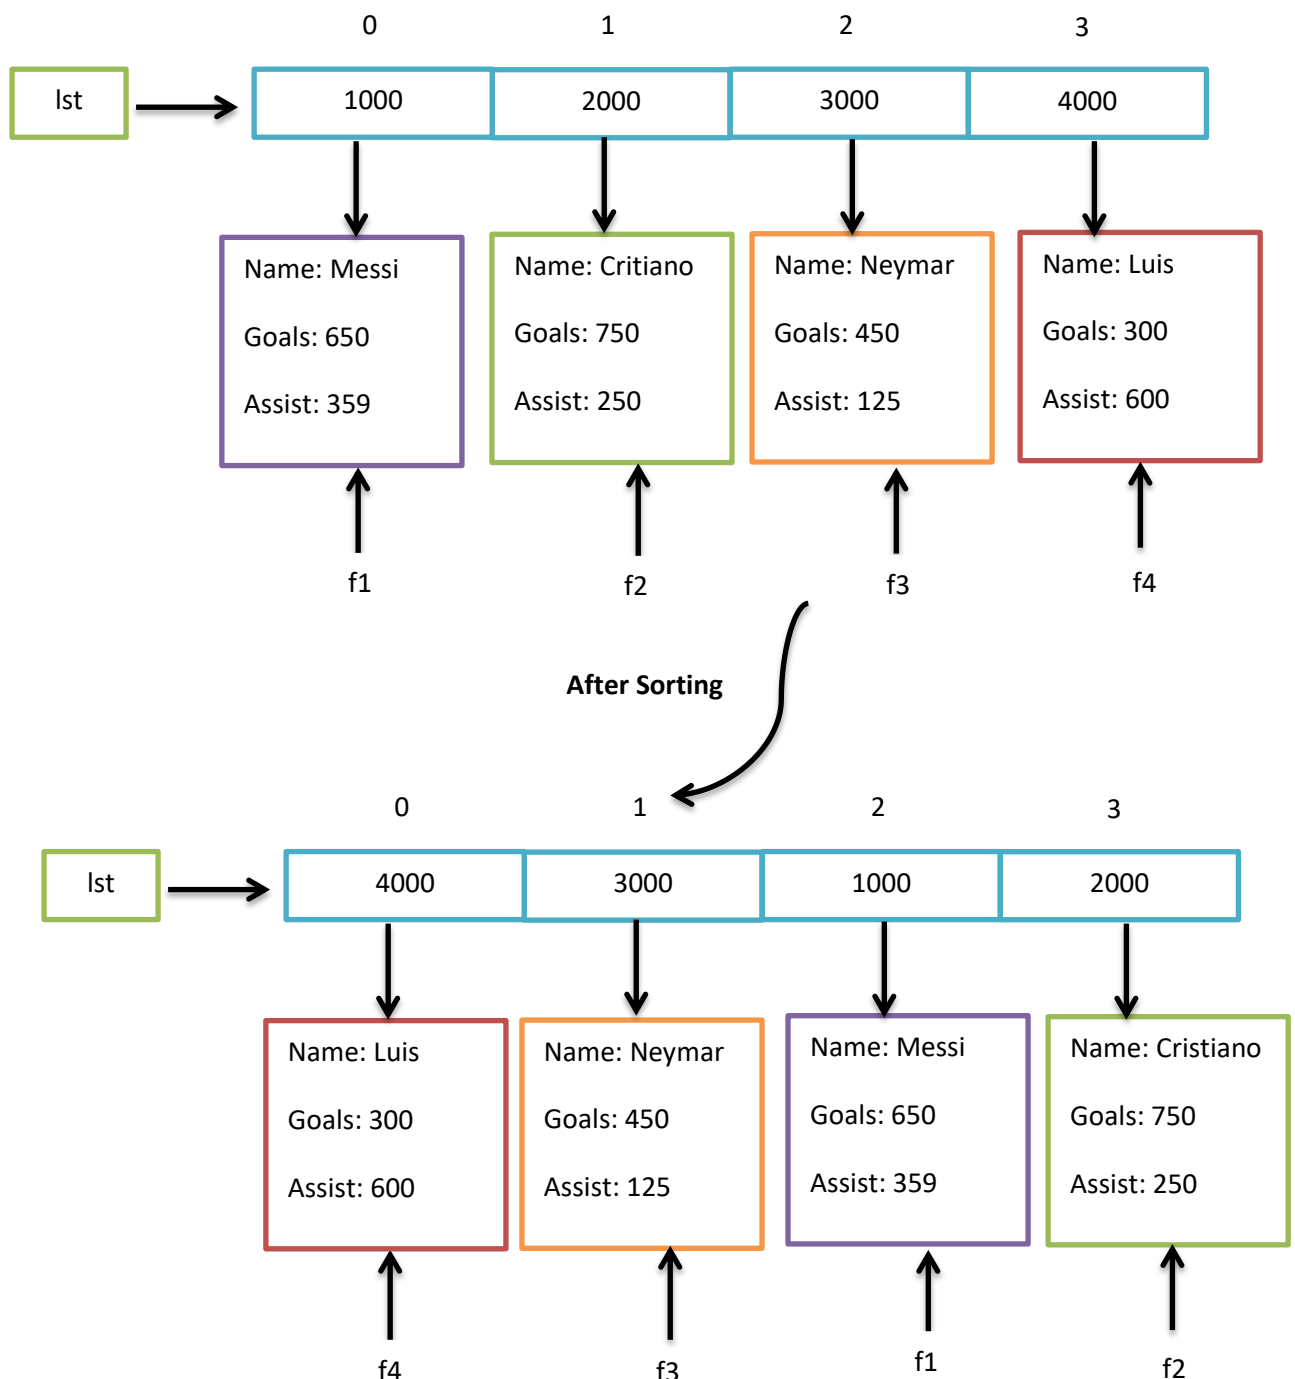 0 1 2 3
lst 1000 2000 3000 4000
Name: Messi
Goals: 650
Assist: 359
Name: Critiano
Goals: 750
Assist: 250
Name: Neymar
Goals: 450
Assist: 125
Name: Luis
Goals: 300
Assist: 600
f1 f2 f3 f4
After Sorting
0 1 2 3
lst 4000 3000 1000 2000
Name: Luis
Goals: 300
Assist: 600
Name: Neymar
Goals: 450
Assist: 125
Name: Messi
Goals: 650
Assist: 359
Name: Cristiano
Goals: 750
Assist: 250
f4 f3 f1 f2